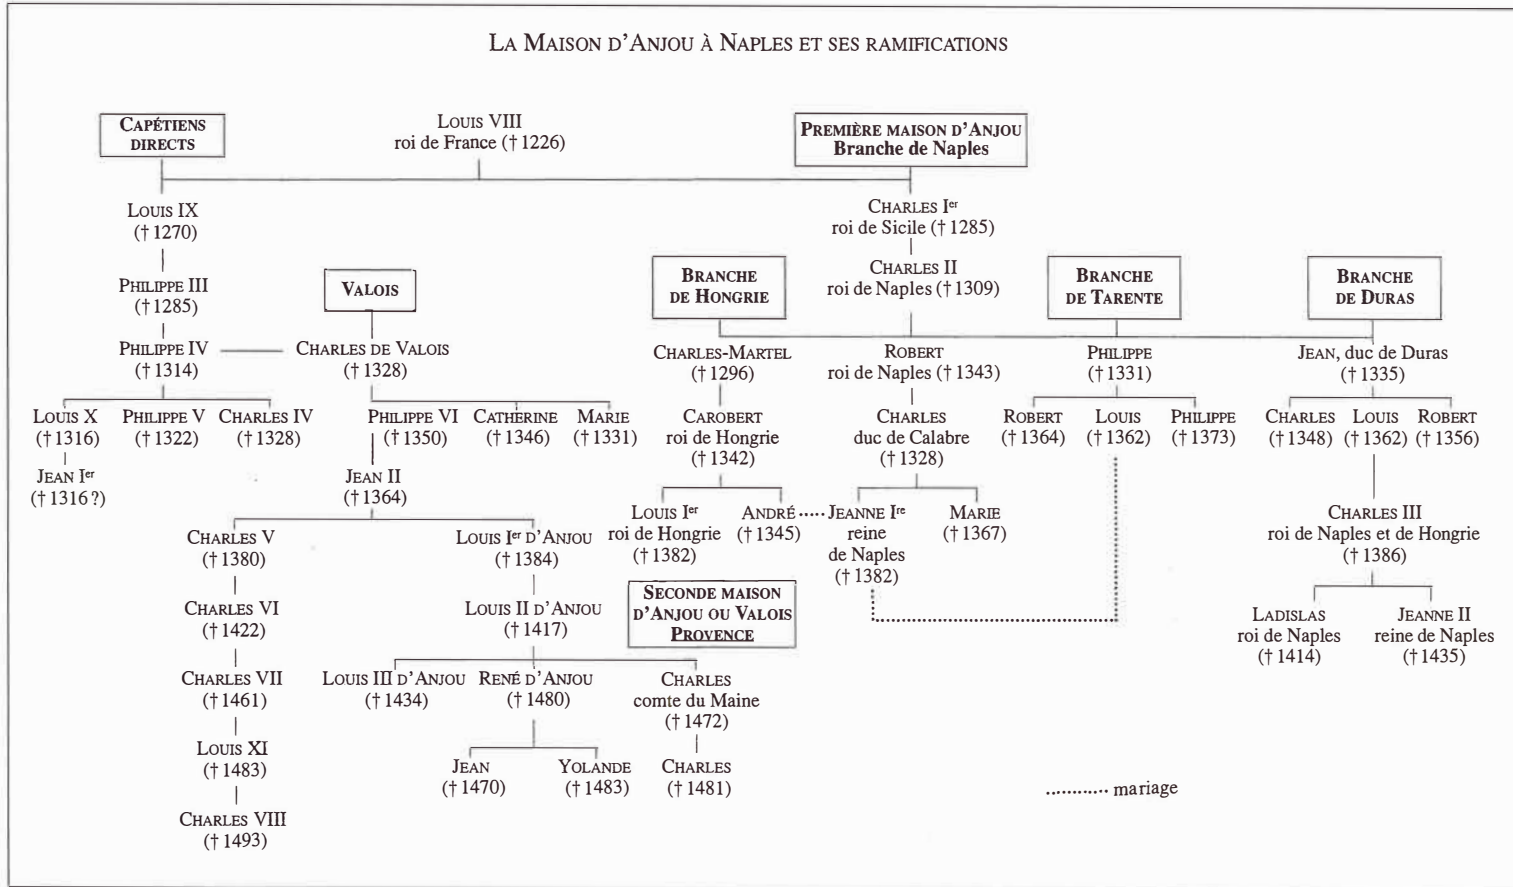 LA MAISON D'ANJOU À NAPLES ET SES RAMIFICATIONS
CAPÉTIENS
DIRECTS
LOUIS VIII
roi de France († 1226)
PREMIÈRE MAISON D'ANJOU
Branche de Naples
LOUIS IX
(† 1270)
CHARLES Ier
roi de Sicile († 1285)
PHILIPPE III
(† 1285)
VALOIS
BRANCHE
DE HONGRIE
CHARLES II
roi de Naples († 1309)
BRANCHE
DE TARENTE
BRANCHE
DE DURAS
PHILIPPE IV
(† 1314)
CHARLES DE VALOIS
(† 1328)
CHARLES-MARTEL
(† 1296)
ROBERT
roi de Naples († 1343)
PHILIPPE
(† 1331)
JEAN, duc de Duras
(† 1335)
LOUIS X
(† 1316)
PHILIPPE V
(† 1322)
CHARLES IV
(† 1328)
PHILIPPE VI
(† 1350)
CATHERINE
(† 1346)
MARIE
(† 1331)
CAROBERT
roi de Hongrie
(† 1342)
CHARLES
duc de Calabre
(† 1328)
ROBERT
(† 1364)
LOUIS
(† 1362)
PHILIPPE
(† 1373)
CHARLES
(† 1348)
LOUIS
(† 1362)
ROBERT
(† 1356)
JEAN Ier
(† 1316 ?)
JEAN II
(† 1364)
LOUIS Ier
roi de Hongrie
(† 1382)
ANDRÉ
(† 1345)
JEANNE Ire
reine
de Naples
(† 1382)
MARIE
(† 1367)
CHARLES III
roi de Naples et de Hongrie
(† 1386)
CHARLES V
(† 1380)
LOUIS Ier D'ANJOU
(† 1384)
CHARLES VI
(† 1422)
LOUIS II D'ANJOU
(† 1417)
SECONDE MAISON
D'ANJOU OU VALOIS
PROVENCE
LADISLAS
roi de Naples
(† 1414)
JEANNE II
reine de Naples
(† 1435)
CHARLES VII
(† 1461)
LOUIS III D'ANJOU
(† 1434)
RENÉ D'ANJOU
(† 1480)
CHARLES
comte du Maine
(† 1472)
LOUIS XI
(† 1483)
JEAN
(† 1470)
YOLANDE
(† 1483)
CHARLES
(† 1481)
CHARLES VIII
(† 1493)
........... mariage